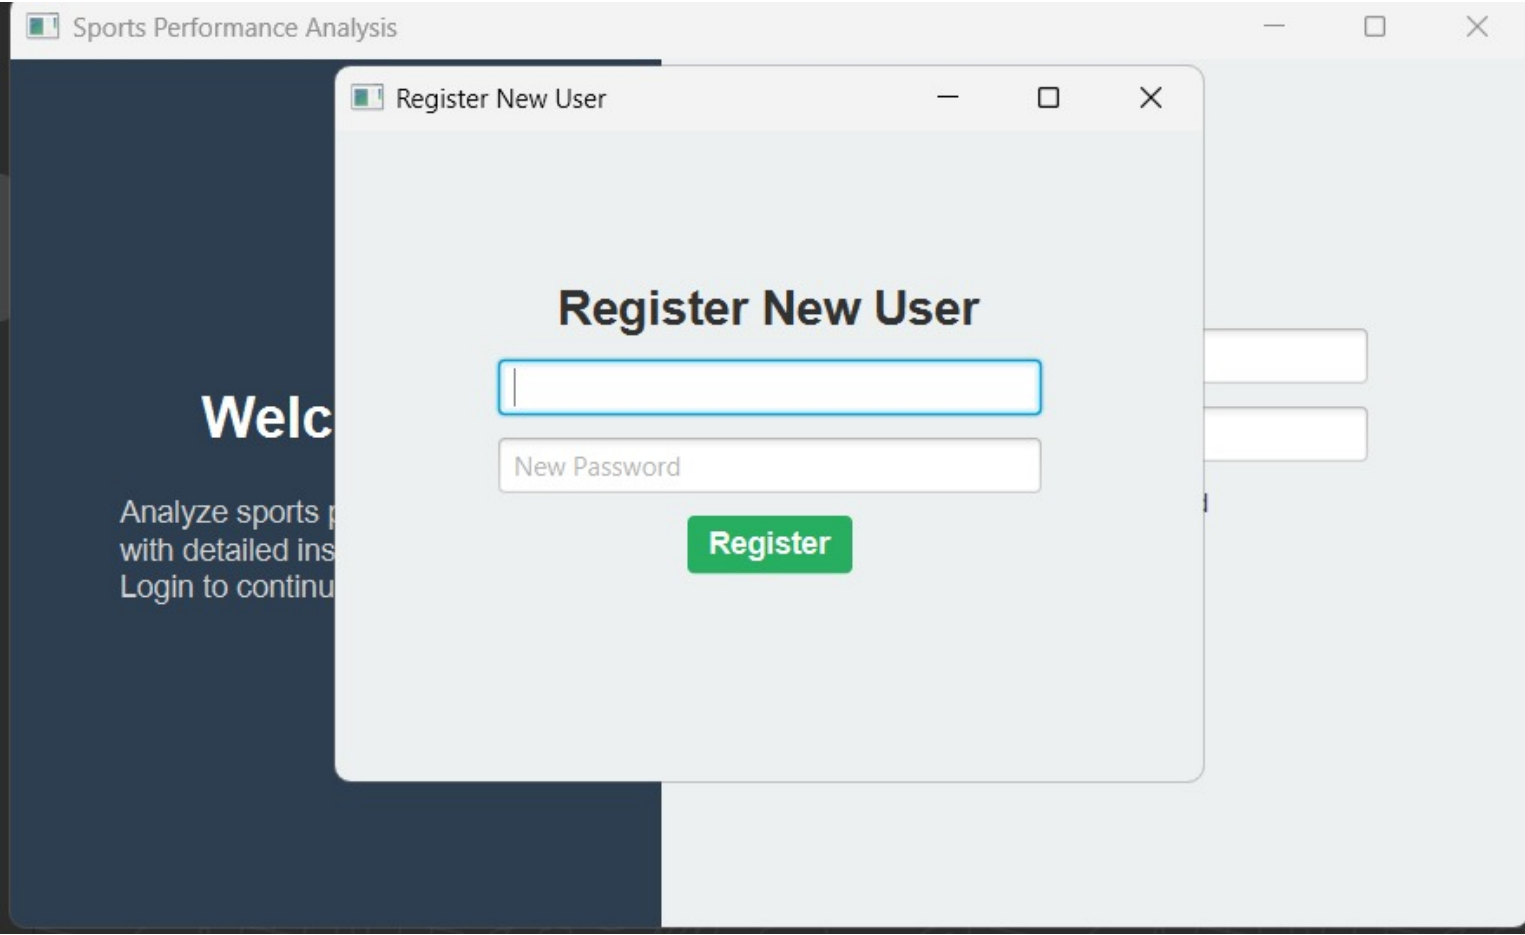 Sports Performance Analysis
Register New User
Register New User
New Password
Register
Welc
Analyze sports p
with detailed ins
Login to continu